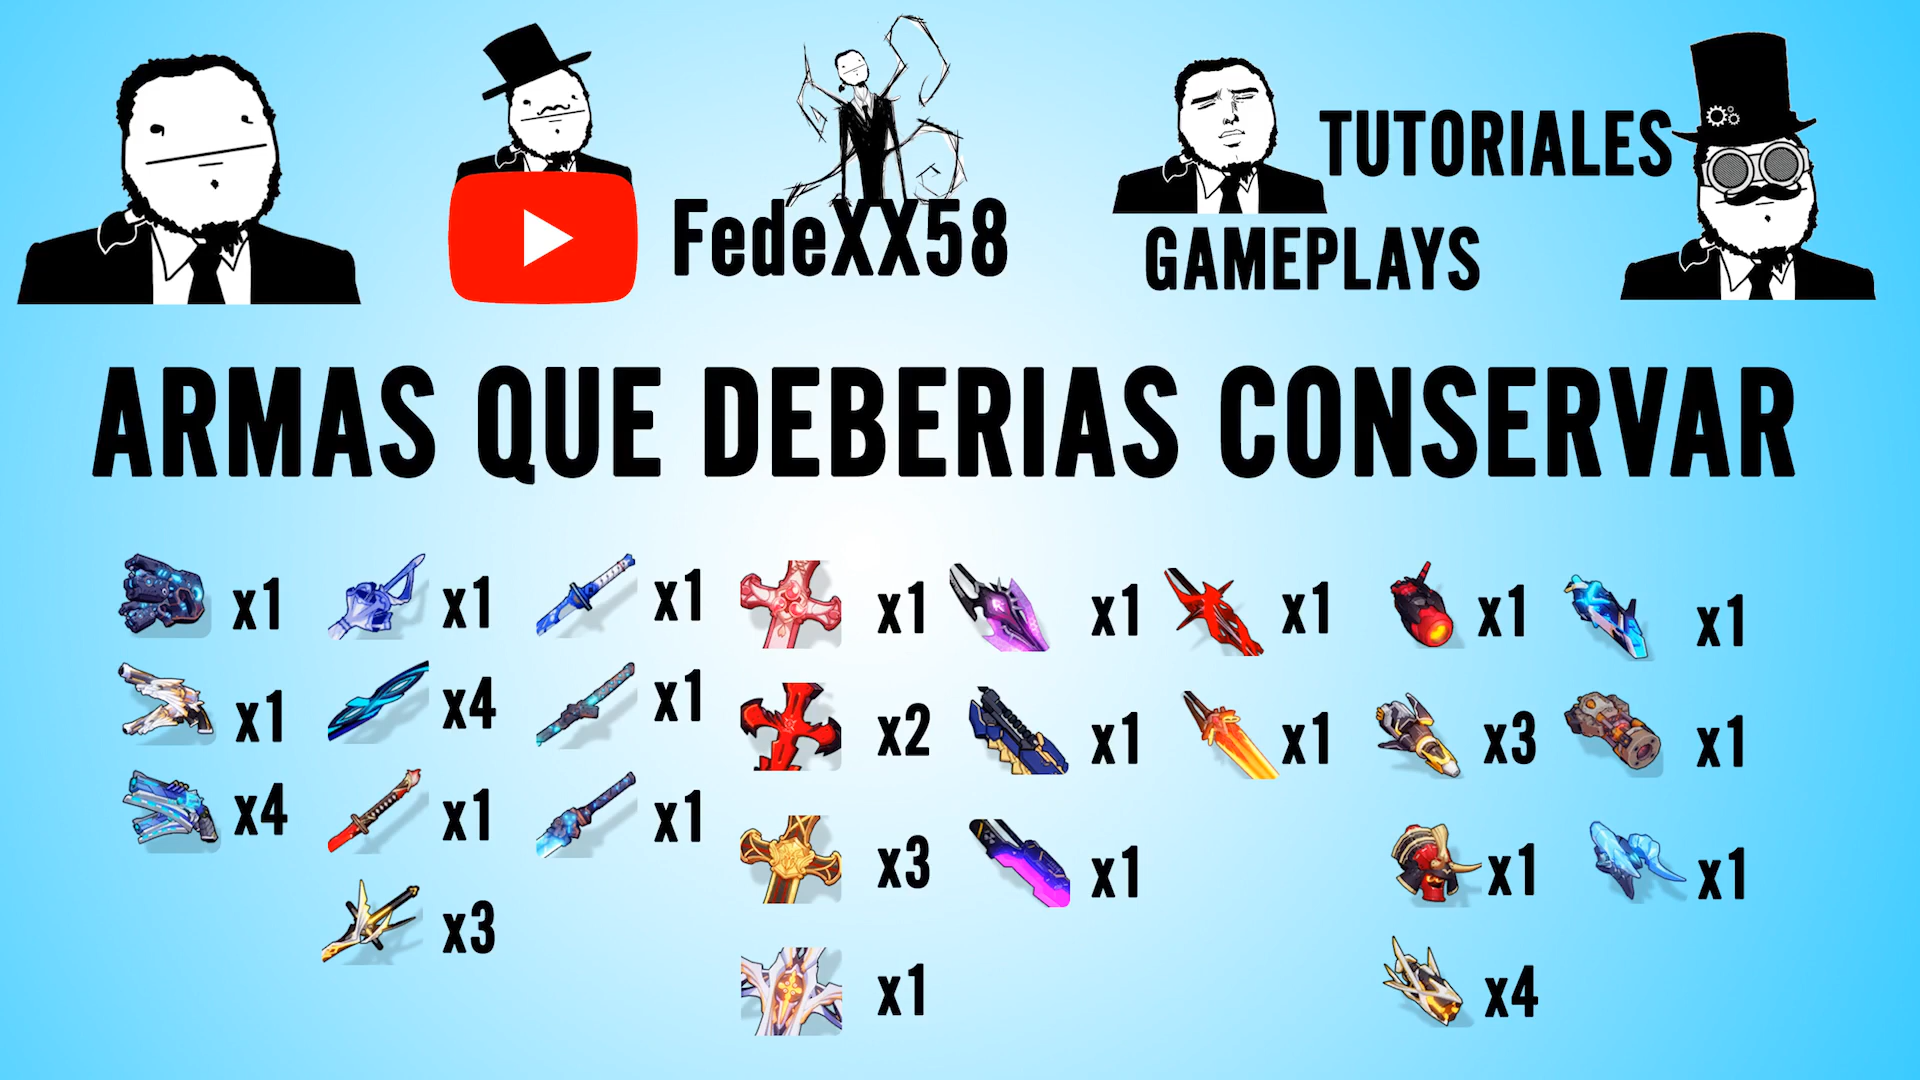 TUTORIALES
FedeXX58
GAMEPLAYS
ARMAS QUE DEBERIAS CONSERVAR
x1 x1 x1 x1 x1 x1 x1 x1
x1 x4 x1 x2 x1 x1 x3 x1
x4 x1 x1 x3 x1 x1 x1
x3 x1 x4